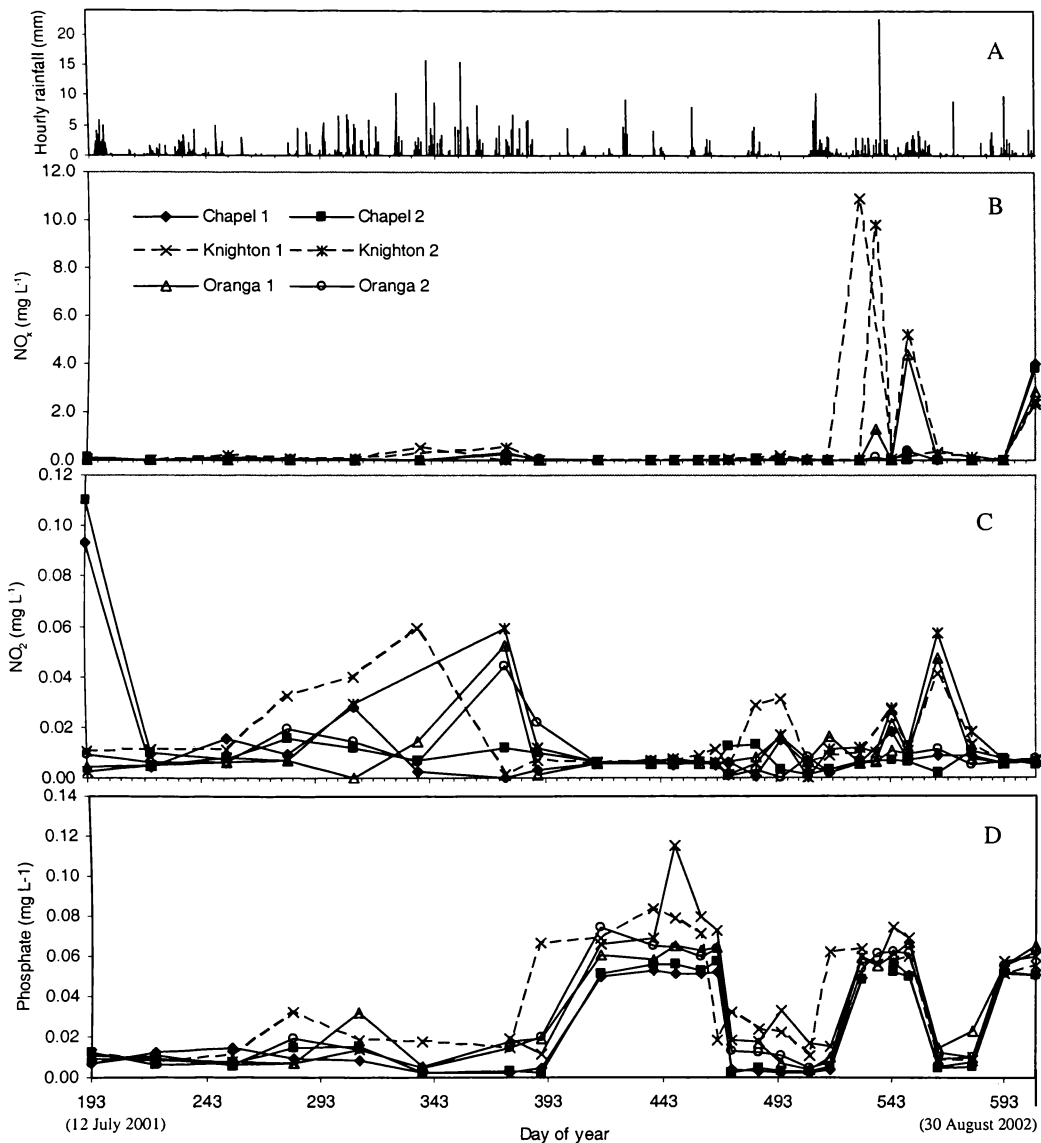 Hourly rainfall (mm)
20
15
10
5
0
A
NOx (mg L-1)
12.0
10.0
8.0
6.0
4.0
2.0
0.0
B
Chapel 1 Chapel 2
Knighton 1 Knighton 2
Oranga 1 Oranga 2
NO2 (mg L-1)
0.12
0.10
0.08
0.06
0.04
0.02
0.00
C
Phosphate (mg L-1)
0.14
0.12
0.10
0.08
0.06
0.04
0.02
0.00
D
193 243 293 343 393 443 493 543 593
(12 July 2001) (30 August 2002)
Day of year